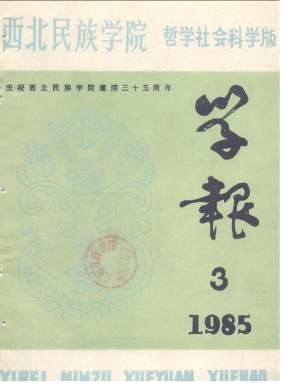 西北民族学院 哲学社会科学版
庆祝西北民族学院建院三十五周年
学报
3
1985
XIBEI MINZU XUEYUAN XUEBAO